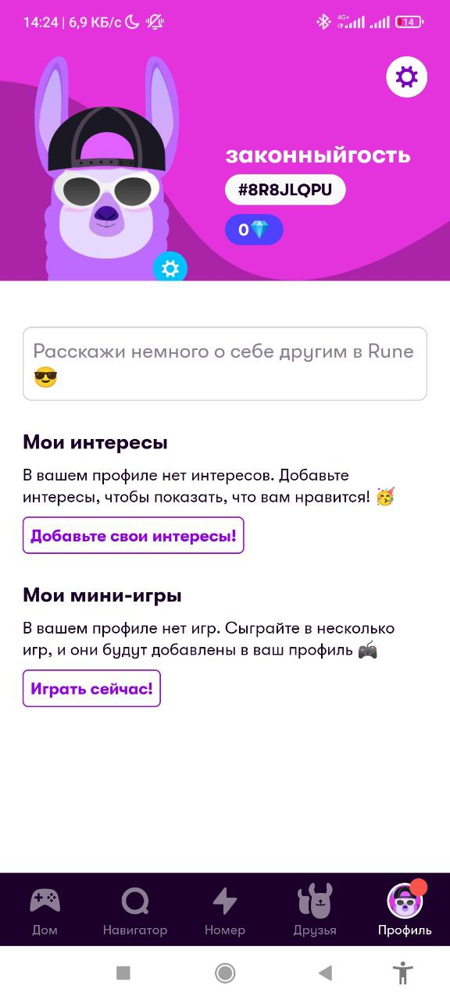 14:24 | 6,9 КБ/с
4G+
14
законныйгость
#8R8JLQPU
0
Расскажи немного о себе другим в Rune
Мои интересы
В вашем профиле нет интересов. Добавьте
интересы, чтобы показать, что вам нравится!
Добавьте свои интересы!
Мои мини-игры
В вашем профиле нет игр. Сыграйте в несколько
игр, и они будут добавлены в ваш профиль
Играть сейчас!
Дом
Навигатор
Номер
Друзья
Профиль